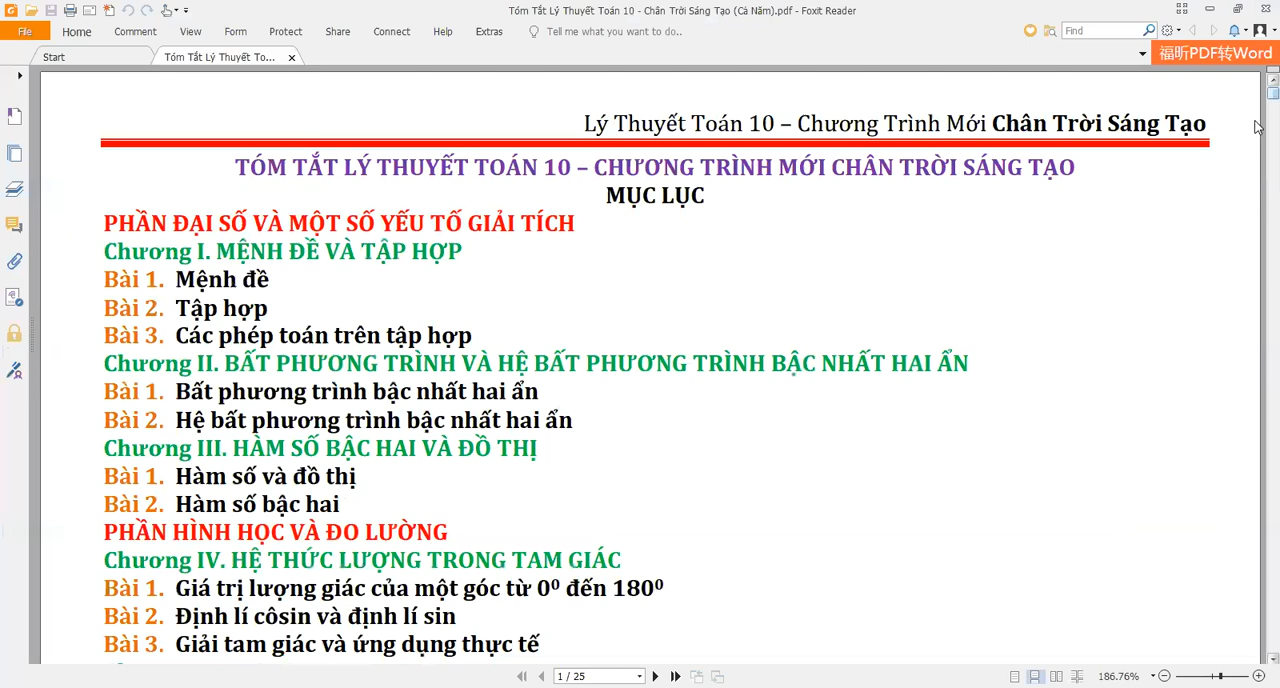 Tóm Tắt Lý Thuyết Toán 10 - Chân Trời Sáng Tạo (Cả Năm).pdf - Foxit Reader
File Home Comment View Form Protect Share Connect Help Extras Tell me what you want to do.. Find
Start Tóm Tắt Lý Thuyết To... 福昕PDF转Word
Lý Thuyết Toán 10 – Chương Trình Mới Chân Trời Sáng Tạo
TÓM TẮT LÝ THUYẾT TOÁN 10 – CHƯƠNG TRÌNH MỚI CHÂN TRỜI SÁNG TẠO
MỤC LỤC
PHẦN ĐẠI SỐ VÀ MỘT SỐ YẾU TỐ GIẢI TÍCH
Chương I. MỆNH ĐỀ VÀ TẬP HỢP
Bài 1. Mệnh đề
Bài 2. Tập hợp
Bài 3. Các phép toán trên tập hợp
Chương II. BẤT PHƯƠNG TRÌNH VÀ HỆ BẤT PHƯƠNG TRÌNH BẬC NHẤT HAI ẨN
Bài 1. Bất phương trình bậc nhất hai ẩn
Bài 2. Hệ bất phương trình bậc nhất hai ẩn
Chương III. HÀM SỐ BẬC HAI VÀ ĐỒ THỊ
Bài 1. Hàm số và đồ thị
Bài 2. Hàm số bậc hai
PHẦN HÌNH HỌC VÀ ĐO LƯỜNG
Chương IV. HỆ THỨC LƯỢNG TRONG TAM GIÁC
Bài 1. Giá trị lượng giác của một góc từ 0⁰ đến 180⁰
Bài 2. Định lí côsin và định lí sin
Bài 3. Giải tam giác và ứng dụng thực tế
1 / 25 186.76%